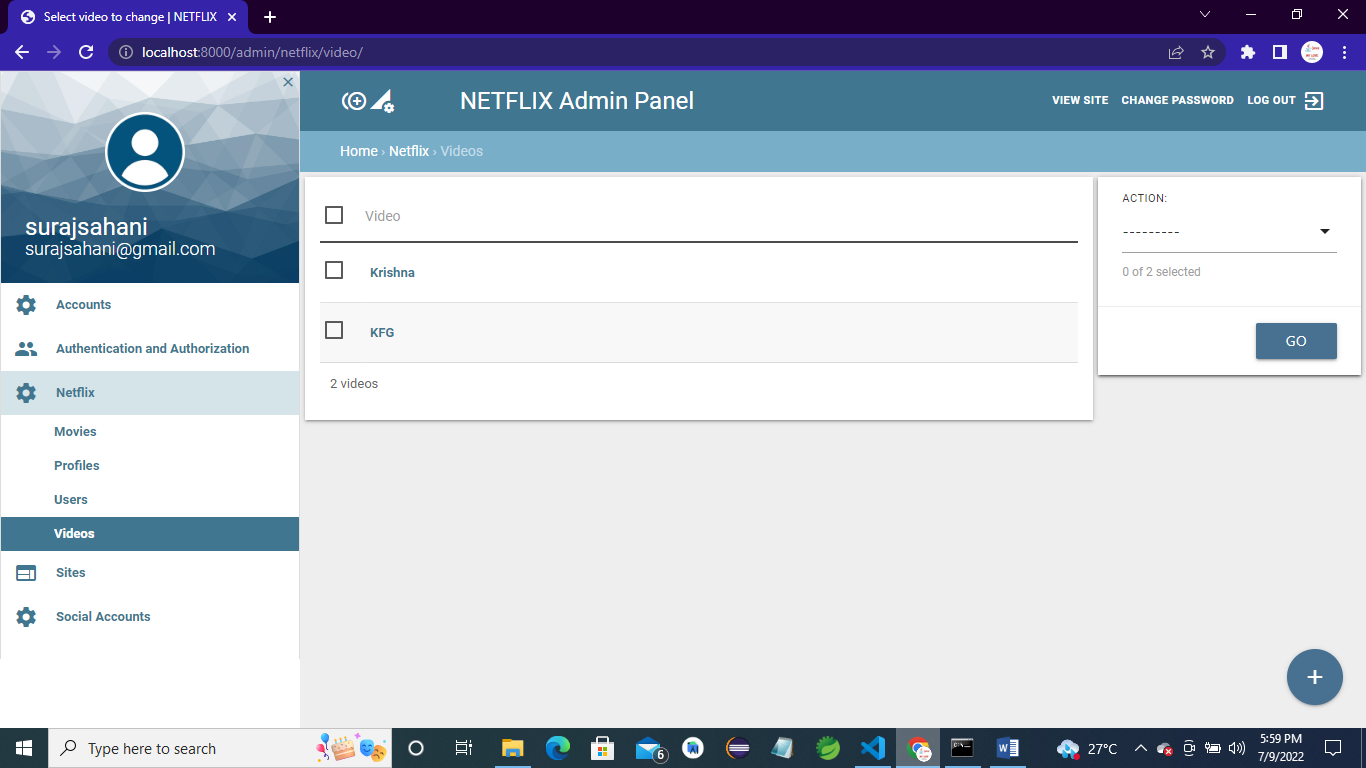 Select video to change | NETFLIX
localhost:8000/admin/netflix/video/
NETFLIX Admin Panel
VIEW SITE CHANGE PASSWORD LOG OUT
Home › Netflix › Videos
surajsahani
surajsahani@gmail.com
Accounts
Authentication and Authorization
Netflix
Movies
Profiles
Users
Videos
Sites
Social Accounts
Video
Krishna
KFG
2 videos
ACTION:
---------
0 of 2 selected
GO
+
Type here to search
6
27°C
5:59 PM
7/9/2022